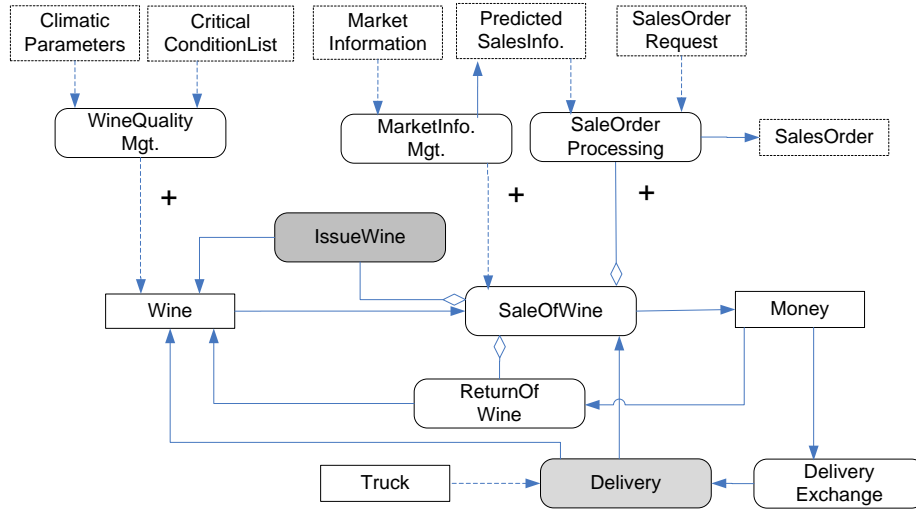 Climatic
Parameters
Critical
ConditionList
Market
Information
Predicted
SalesInfo.
SalesOrder
Request
WineQuality
Mgt.
MarketInfo.
Mgt.
SaleOrder
Processing
SalesOrder
+
+
+
IssueWine
Wine
SaleOfWine
Money
ReturnOf
Wine
Truck
Delivery
Delivery
Exchange